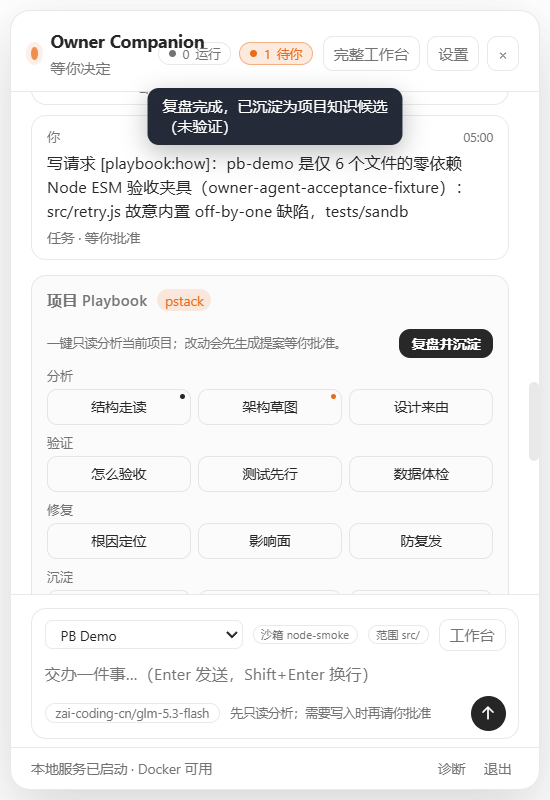 Owner Companion
等你决定
0 运行
1 待你
完整工作台
设置
×
复盘完成，已沉淀为项目知识候选
（未验证）
你
05:00
写请求 [playbook:how]：pb-demo 是仅 6 个文件的零依赖
Node ESM 验收夹具（owner-agent-acceptance-fixture）：
src/retry.js 故意内置 off-by-one 缺陷，tests/sandb
任务 · 等你批准
项目 Playbook
pstack
一键只读分析当前项目；改动会先生成提案等你批准。
复盘并沉淀
分析
结构走读
架构草图
设计来由
验证
怎么验收
测试先行
数据体检
修复
根因定位
影响面
防复发
沉淀
PB Demo
沙箱 node-smoke
范围 src/
工作台
交办一件事…（Enter 发送，Shift+Enter 换行）
zai-coding-cn/glm-5.3-flash
先只读分析；需要写入时再请你批准
本地服务已启动 · Docker 可用
诊断
退出